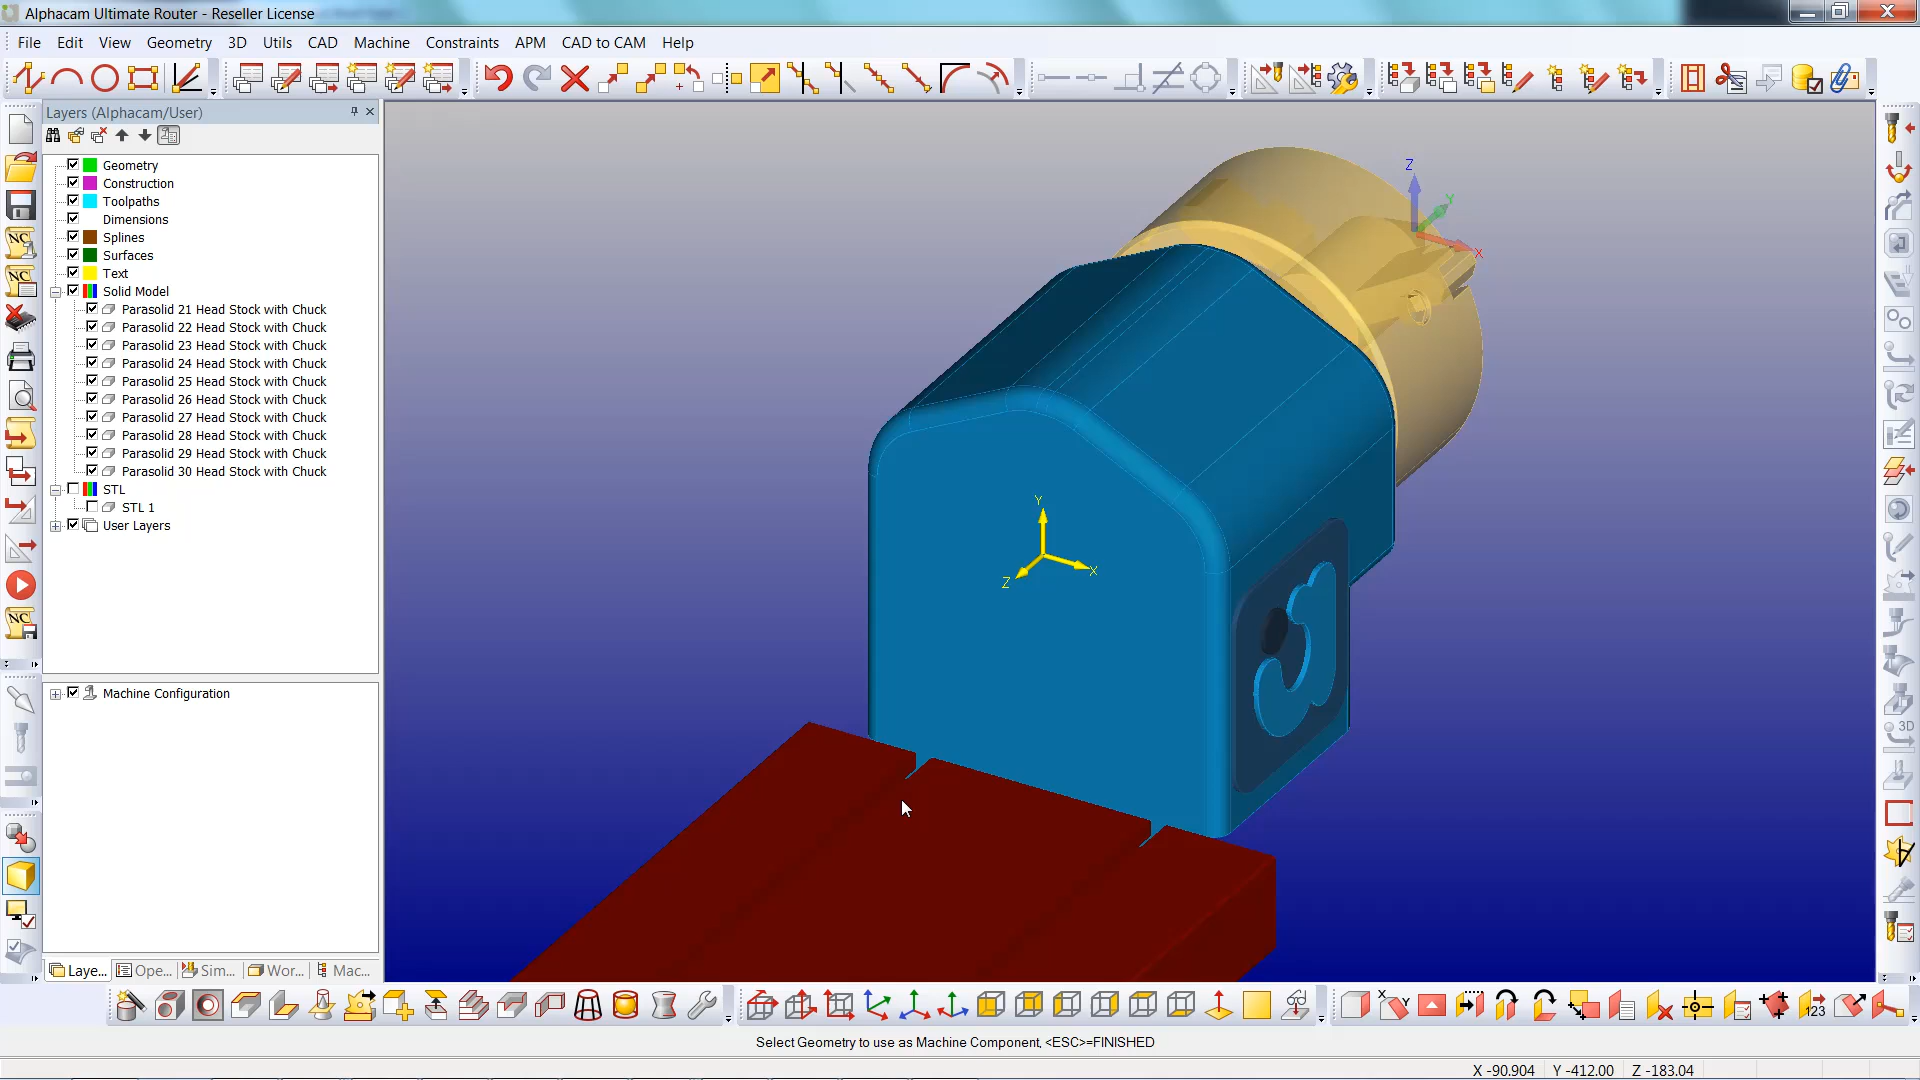 Alphacam Ultimate Router - Reseller License
File Edit View Geometry 3D Utils CAD Machine Constraints APM CAD to CAM Help
Layers (Alphacam/User)
Geometry
Construction
Toolpaths
Dimensions
Splines
Surfaces
Text
Solid Model
Parasolid 21 Head Stock with Chuck
Parasolid 22 Head Stock with Chuck
Parasolid 23 Head Stock with Chuck
Parasolid 24 Head Stock with Chuck
Parasolid 25 Head Stock with Chuck
Parasolid 26 Head Stock with Chuck
Parasolid 27 Head Stock with Chuck
Parasolid 28 Head Stock with Chuck
Parasolid 29 Head Stock with Chuck
Parasolid 30 Head Stock with Chuck
STL
STL 1
User Layers
Machine Configuration
Laye... Ope... Sim... Wor... Mac...
Z
Y
X
Y
Z
X
NC
NC
NC
3D
X Y
123
Select Geometry to use as Machine Component, <ESC>=FINISHED
X -90.904 Y -412.00 Z -183.04